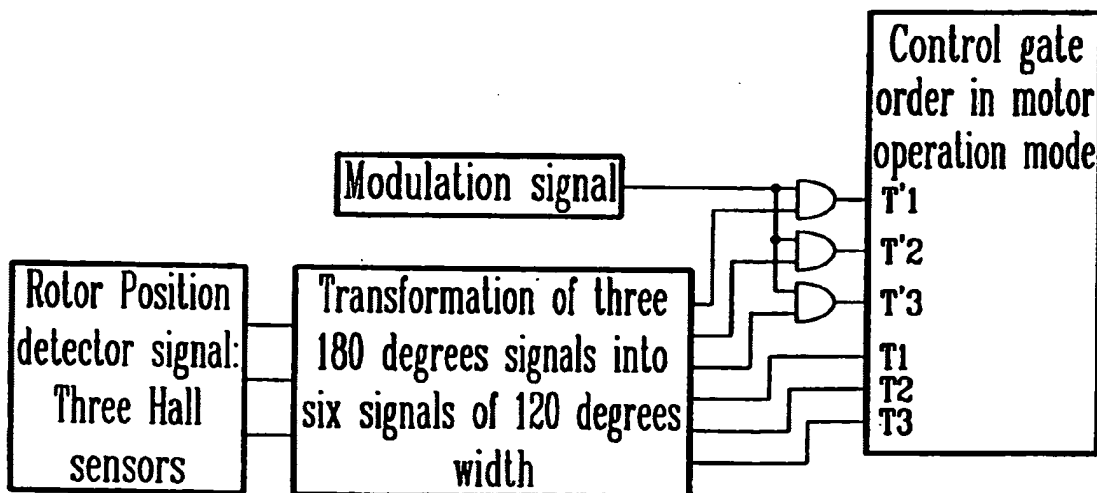 Control gate
order in motor
operation mode
Modulation signal
T'1
T'2
T'3
T1
T2
T3
Rotor Position
detector signal:
Three Hall
sensors
Transformation of three
180 degrees signals into
six signals of 120 degrees
width